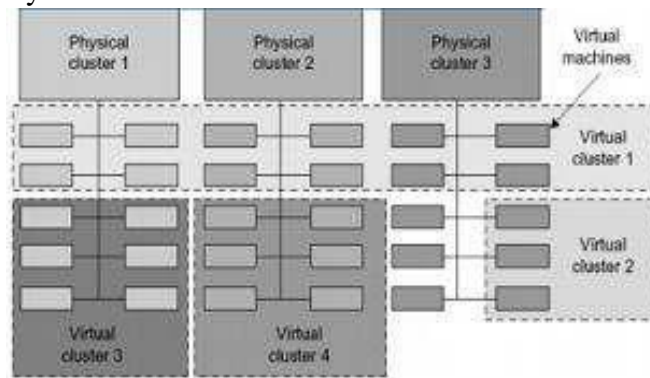 Physical
cluster 1
Physical
cluster 2
Physical
cluster 3
Virtual
machines
Virtual
cluster 1
Virtual
cluster 2
Virtual
cluster 3
Virtual
cluster 4